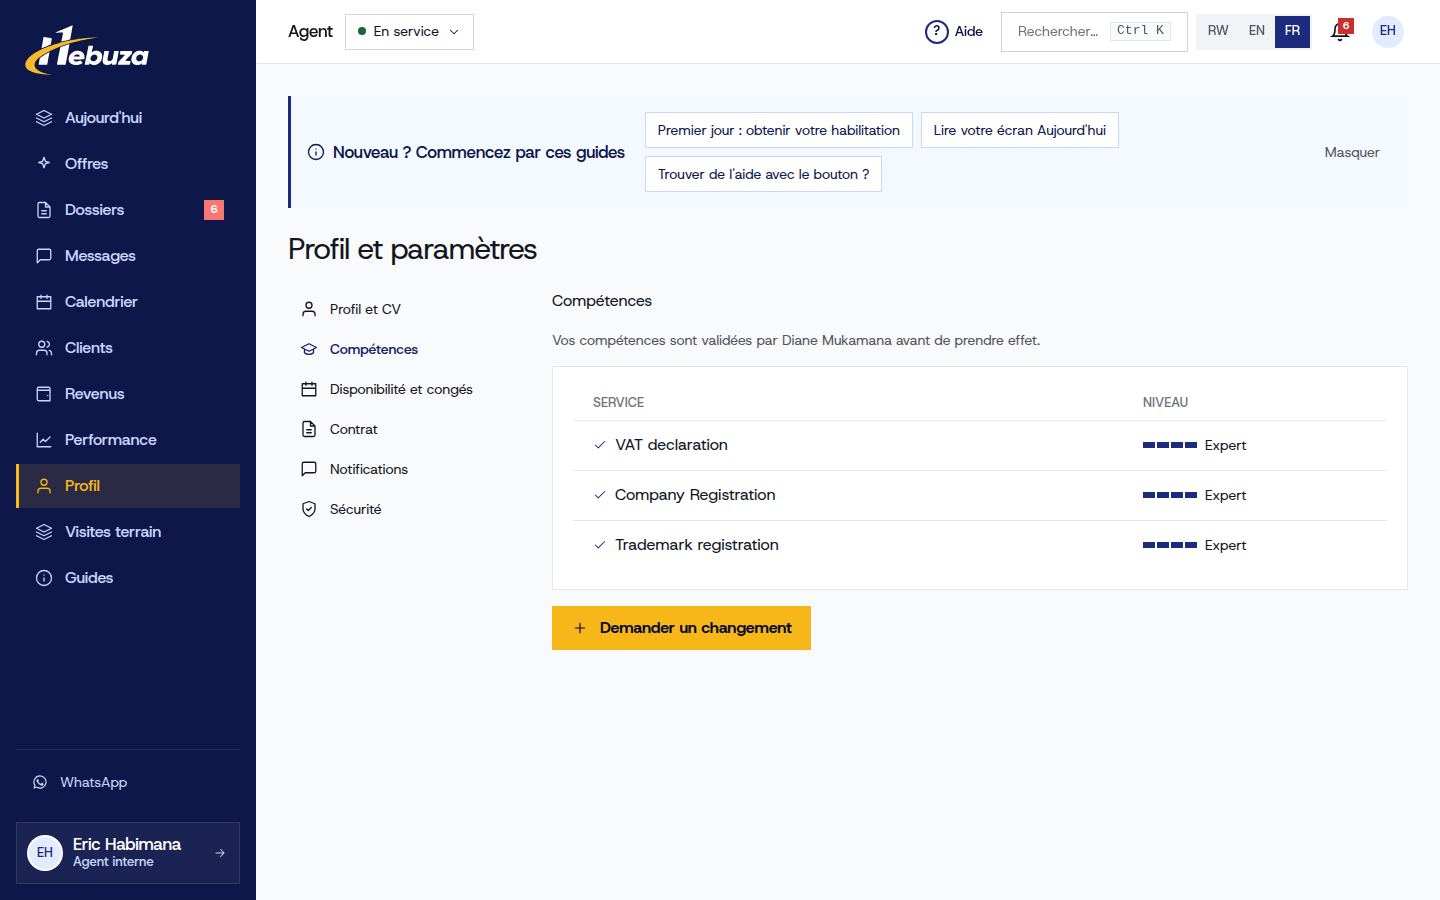 Hebuza
Aujourd'hui
Offres
Dossiers 6
Messages
Calendrier
Clients
Revenus
Performance
Profil
Visites terrain
Guides
WhatsApp
EH
Eric Habimana
Agent interne
Agent
En service
? Aide
Rechercher... Ctrl K
RW EN FR
6
EH
Nouveau ? Commencez par ces guides
Premier jour : obtenir votre habilitation
Lire votre écran Aujourd'hui
Trouver de l'aide avec le bouton ?
Masquer
Profil et paramètres
Profil et CV
Compétences
Disponibilité et congés
Contrat
Notifications
Sécurité
Compétences
Vos compétences sont validées par Diane Mukamana avant de prendre effet.
SERVICE NIVEAU
VAT declaration Expert
Company Registration Expert
Trademark registration Expert
Demander un changement